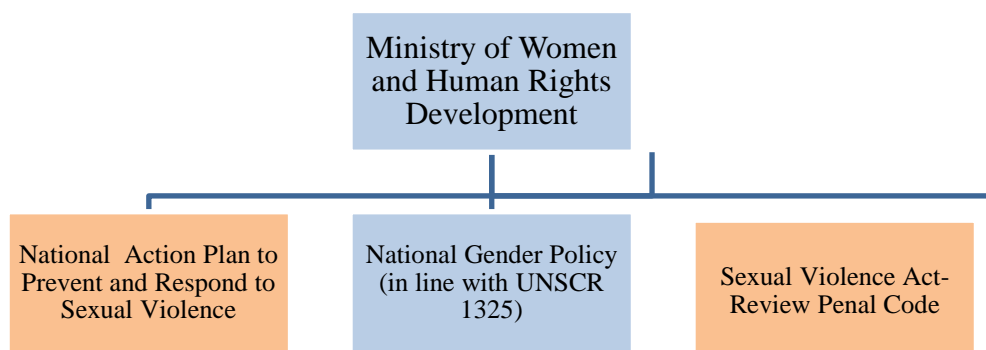 Ministry of Women
and Human Rights
Development
National Action Plan to
Prevent and Respond to
Sexual Violence
National Gender Policy
(in line with UNSCR
1325)
Sexual Violence Act-
Review Penal Code